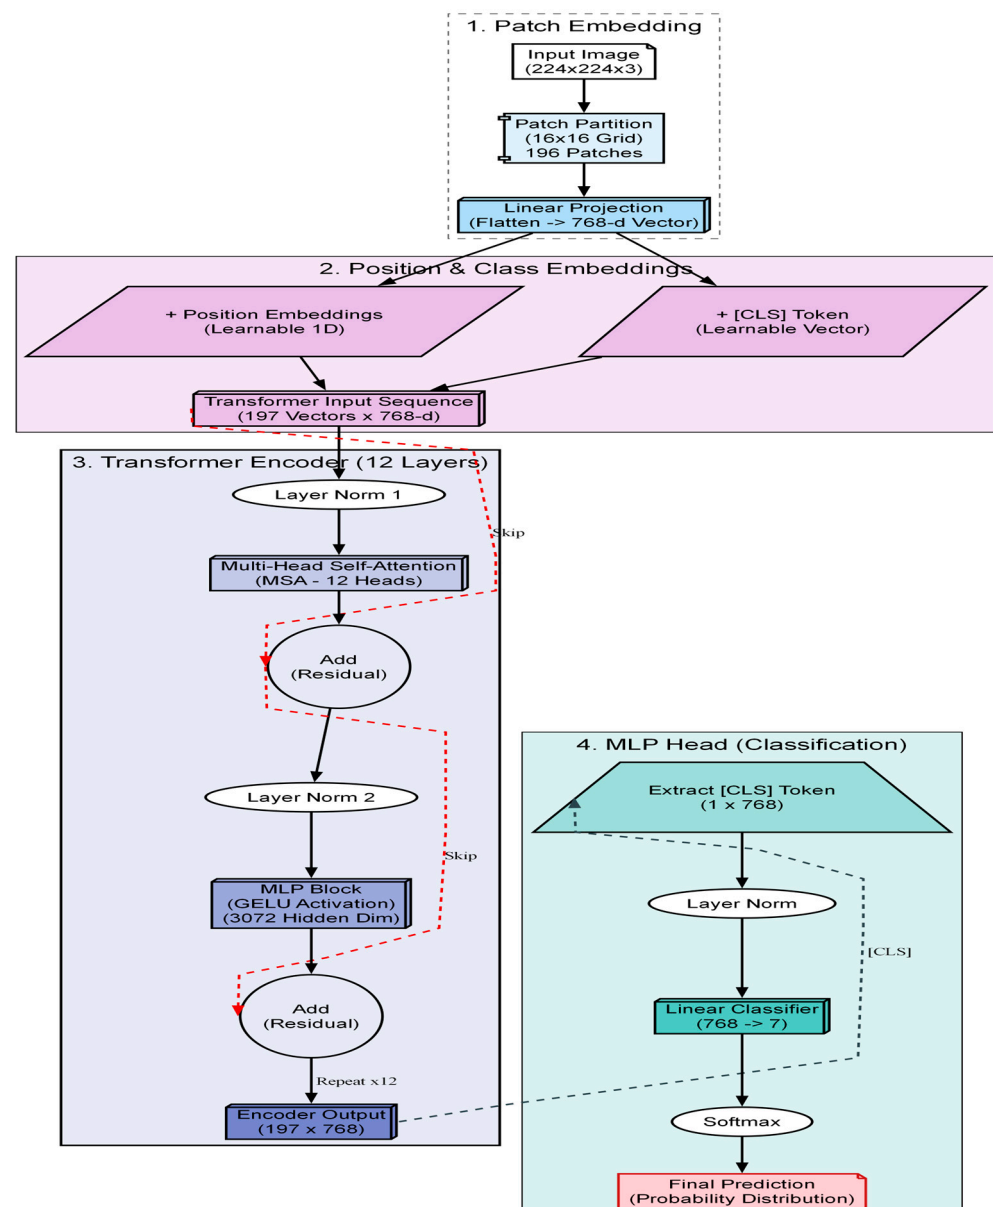 1. Patch Embedding
Input Image
(224x224x3)
Patch Partition
(16x16 Grid)
196 Patches
Linear Projection
(Flatten -> 768-d Vector)
2. Position & Class Embeddings
+ Position Embeddings
(Learnable 1D)
+ [CLS] Token
(Learnable Vector)
Transformer Input Sequence
(197 Vectors x 768-d)
3. Transformer Encoder (12 Layers)
Layer Norm 1
Skip
Multi-Head Self-Attention
(MSA - 12 Heads)
Add
(Residual)
Layer Norm 2
Skip
MLP Block
(GELU Activation)
(3072 Hidden Dim)
Add
(Residual)
Repeat x12
Encoder Output
(197 x 768)
4. MLP Head (Classification)
Extract [CLS] Token
(1 x 768)
Layer Norm
[CLS]
Linear Classifier
(768 -> 7)
Softmax
Final Prediction
(Probability Distribution)